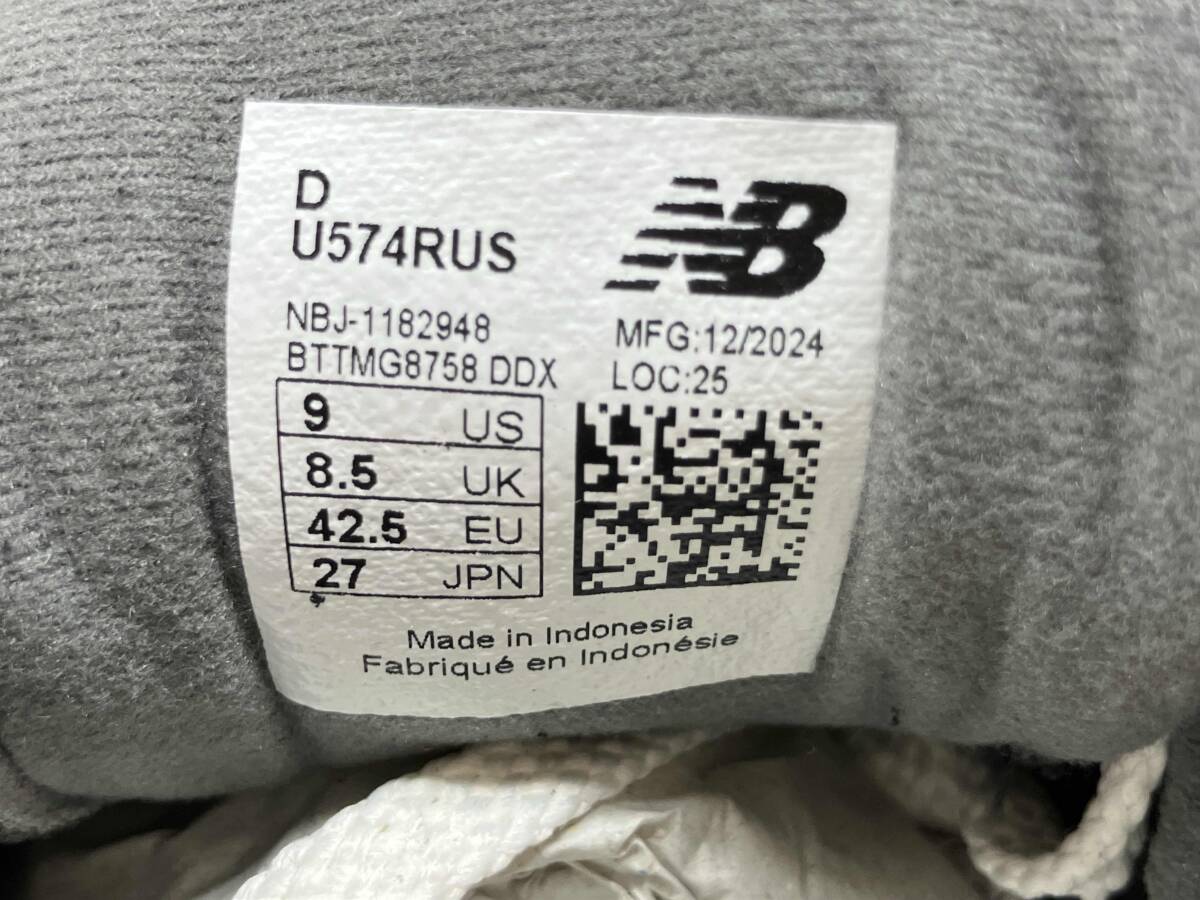 D
U574RUS
NB
NBJ-1182948
BTTMG8758 DDX
MFG:12/2024
LOC:25
9 US
8.5 UK
42.5 EU
27 JPN
Made in Indonesia
Fabriqué en Indonésie